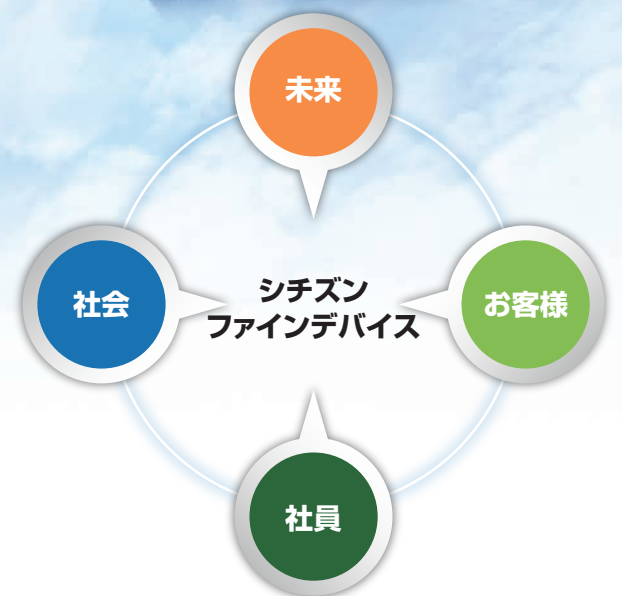 未来
社会
シチズン
ファインデバイス
お客様
社員